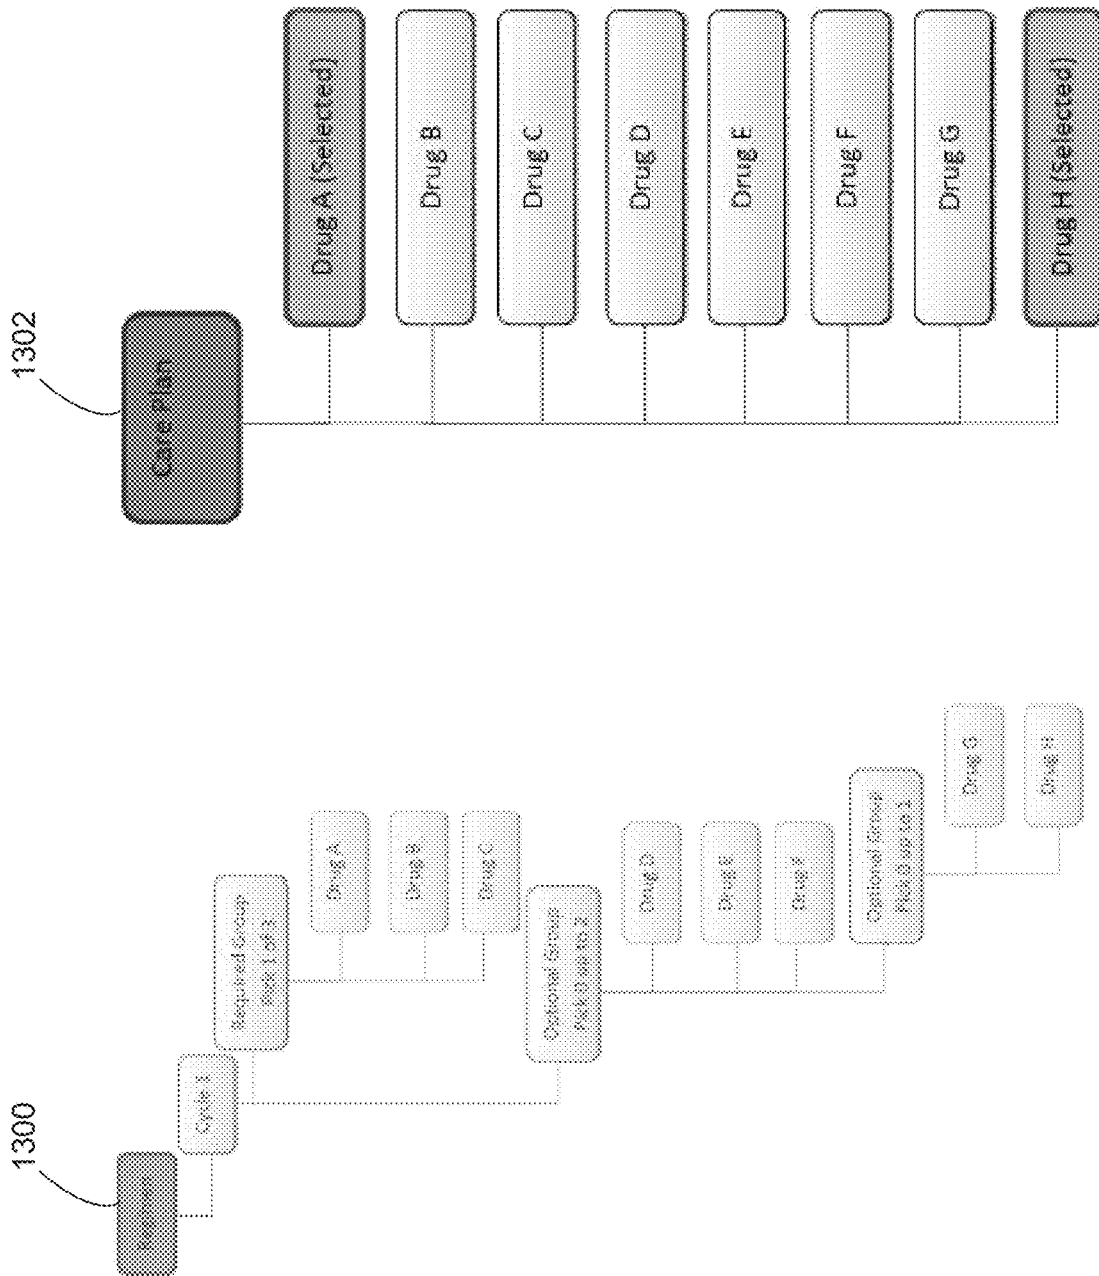 1300
Regimen
Cycle 1
Required Group
Pick 1 of 3
Drug A
Drug B
Drug C
Optional Group
Pick 0 up to 2
Drug D
Drug E
Drug F
Optional Group
Pick 0 up to 1
Drug G
Drug H
1302
Care Plan
Drug A (Selected)
Drug B
Drug C
Drug D
Drug E
Drug F
Drug G
Drug H (Selected)